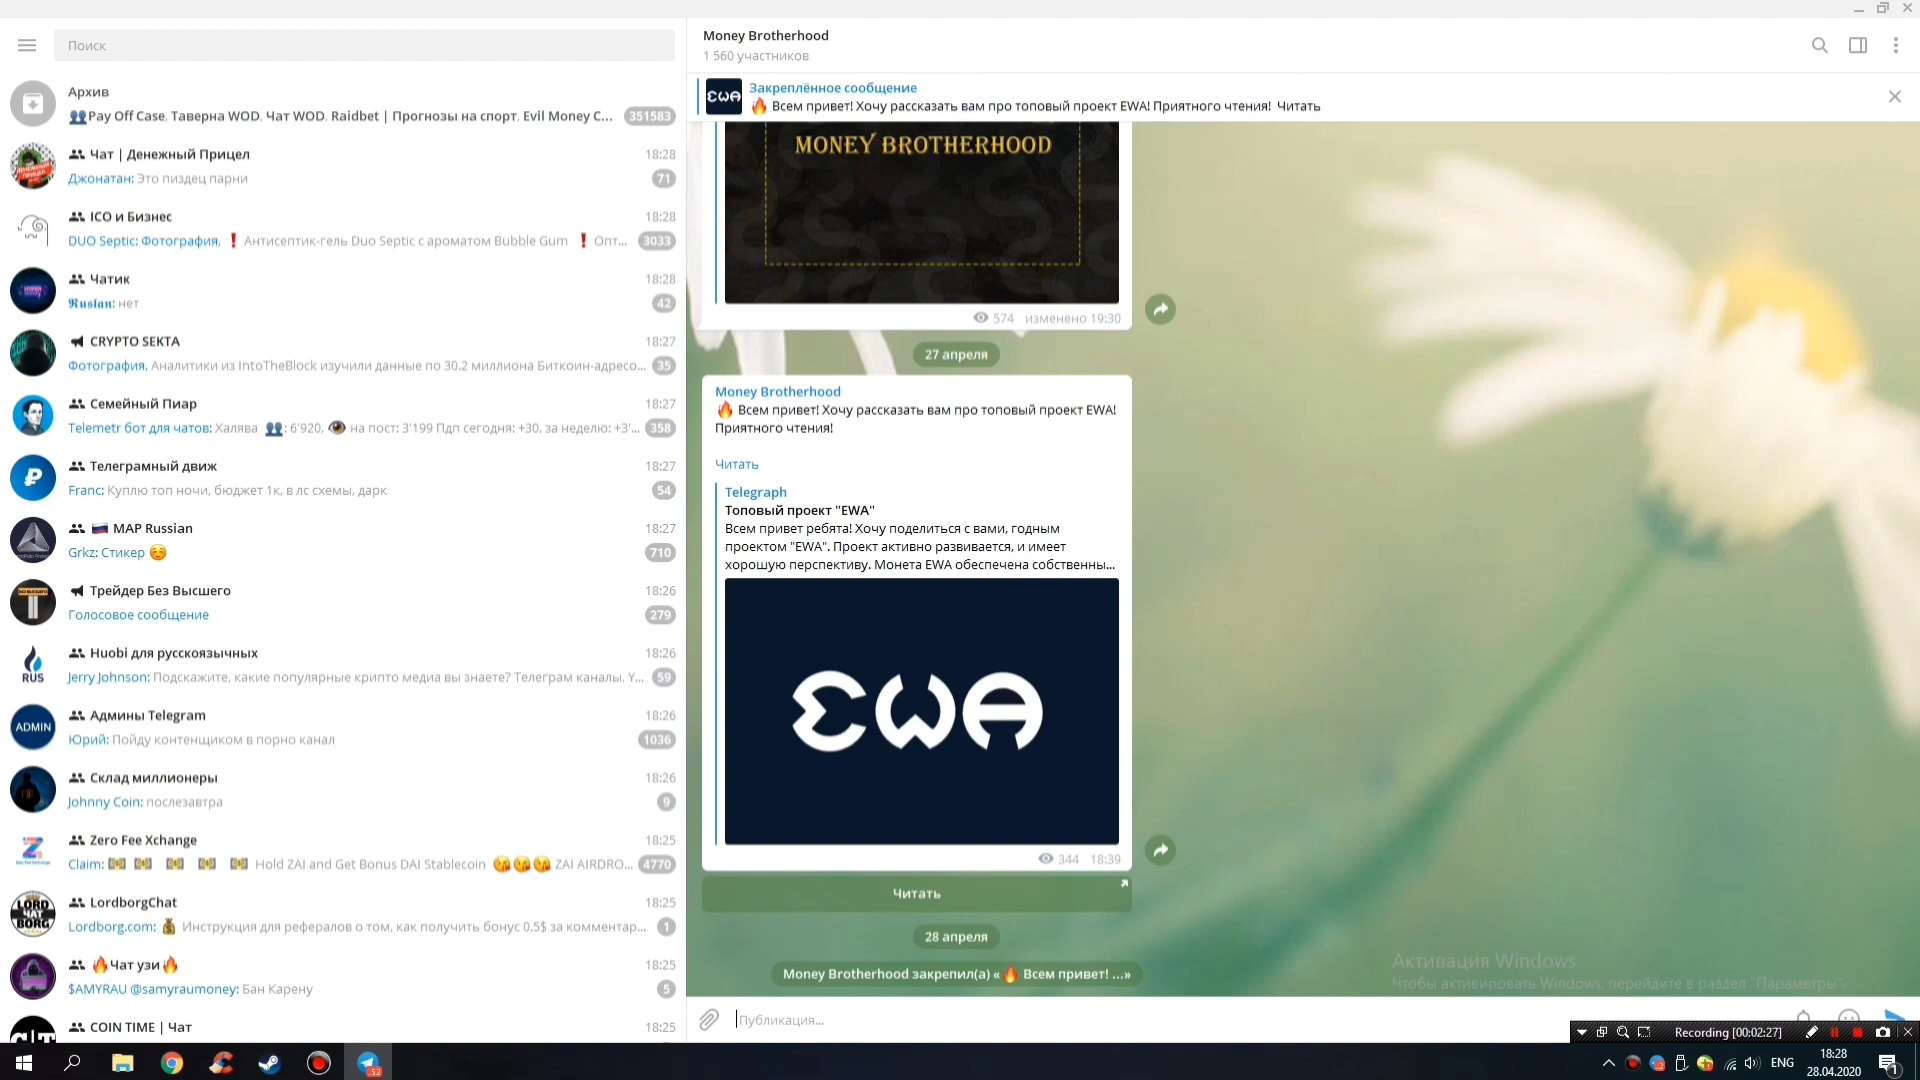 Поиск
Архив
👥Pay Off Case, Таверна WOD, Чат WOD, Raidbet | Прогнозы на спорт, Evil Money C...
351583
Чат | Денежный Прицел
18:28
Джонатан: Это пиздец парни
71
ICO и Бизнес
18:28
DUO Septic: Фотография, ❗ Антисептик-гель Duo Septic с ароматом Bubble Gum ❗ Опт...
3033
Чатик
18:28
𝕽𝖚𝖘𝖑𝖆𝖓: нет
42
CRYPTO SEKTA
18:27
Фотография, Аналитики из IntoTheBlock изучили данные по 30.2 миллиона Биткоин-адресо...
35
Семейный Пиар
18:27
Telemetr бот для чатов: Халява 👥: 6'920, 👁 на пост: 3'199 Пдп сегодня: +30, за неделю: +3'...
358
Телеграмный движ
18:27
Franc: Куплю топ ночи, бюджет 1к, в лс схемы, дарк
54
🇷🇺 MAP Russian
18:27
Grkz: Стикер ☺️
710
Трейдер Без Высшего
18:26
Голосовое сообщение
279
RUS
Huobi для русскоязычных
18:26
Jerry Johnson: Подскажите, какие популярные крипто медиа вы знаете? Телеграм каналы, Y...
59
ADMIN
Админы Telegram
18:26
Юрий: Пойду контенщиком в порно канал
1036
Склад миллионеры
18:26
Johnny Coin: послезавтра
9
Zero Fee Xchange
18:25
Claim: 💵 💵 💵 💵 💵 Hold ZAI and Get Bonus DAI Stablecoin 😘😘😘 ZAI AIRDRO...
4770
LORD
ЧАТ
BORG
LordborgChat
18:25
Lordborg.com: 💰 Инструкция для рефералов о том, как получить бонус 0.5$ за комментар...
1
🔥Чат узи🔥
18:25
$AMYRAU @samyraumoney: Бан Карену
5
COIN TIME | Чат
18:25
Money Brotherhood
1 560 участников
EWA
Закреплённое сообщение
🔥 Всем привет! Хочу рассказать вам про топовый проект EWA! Приятного чтения! Читать
MONEY BROTHERHOOD
574 изменено 19:30
27 апреля
Money Brotherhood
🔥 Всем привет! Хочу рассказать вам про топовый проект EWA!
Приятного чтения!
Читать
Telegraph
Топовый проект "EWA"
Всем привет ребята! Хочу поделиться с вами, годным
проектом "EWA". Проект активно развивается, и имеет
хорошую перспективу. Монета EWA обеспечена собственны...
EWA
344 18:39
Читать
28 апреля
Money Brotherhood закрепил(а) « 🔥 Всем привет! ...»
Активация Windows
Чтобы активировать Windows, перейдите в раздел "Параметры".
Публикация...
Recording [00:02:27]
ENG
18:28
28.04.2020